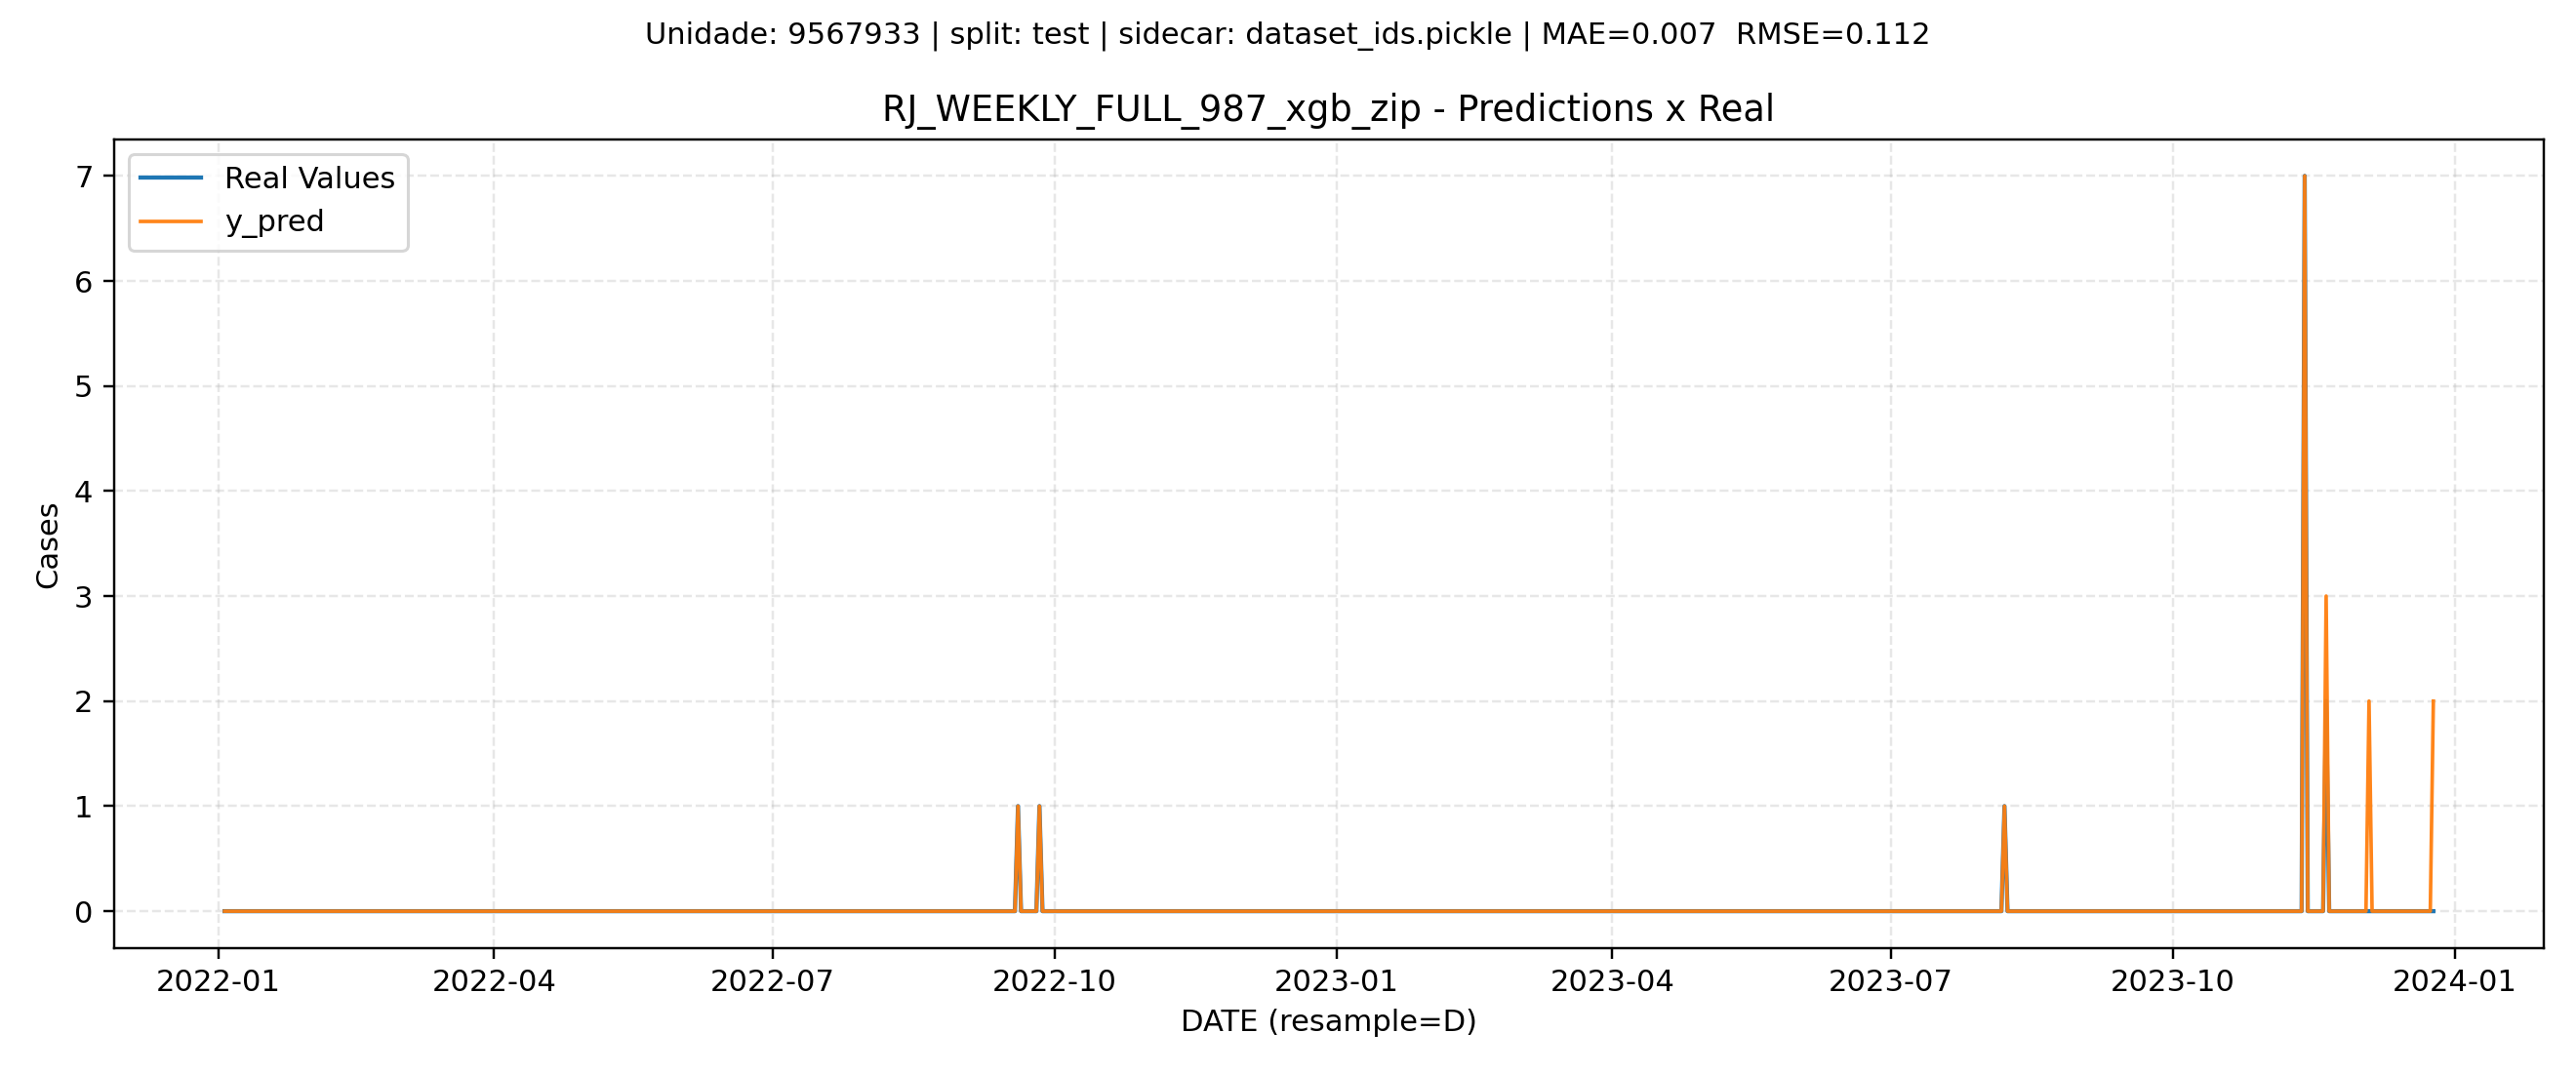 Unidade: 9567933 | split: test | sidecar: dataset_ids.pickle | MAE=0.007  RMSE=0.112
RJ_WEEKLY_FULL_987_xgb_zip - Predictions x Real
Real Values
y_pred
7
6
5
4
3
2
1
0
Cases
2022-01 2022-04 2022-07 2022-10 2023-01 2023-04 2023-07 2023-10 2024-01
DATE (resample=D)